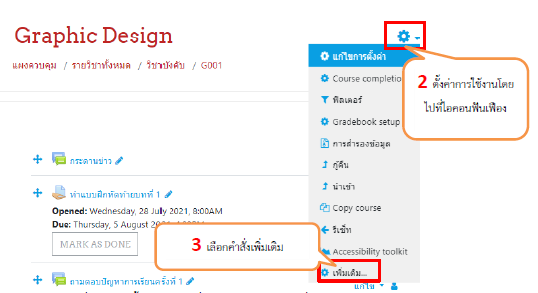 Graphic Design
แผงควบคุม / รายวิชาทั้งหมด / วิชาบังคับ / G001
แก้ไขการตั้งค่า
Course completio
ฟิลเตอร์
Gradebook setup
การสำรองข้อมูล
กู้คืน
นำเข้า
Copy course
รีเซ็ท
Accessibility toolkit
เพิ่มเติม...
2 ตั้งค่าการใช้งานโดย
ไปที่ไอคอนฟันเฟือง
กระดานข่าว
ทำแบบฝึกหัดท้ายบทที่ 1
Opened: Wednesday, 28 July 2021, 8:00AM
Due: Thursday, 5 August
MARK AS DONE
3 เลือกคำสั่งเพิ่มเติม
ถามตอบปัญหาการเรียนครั้งที่ 1
แก้ไข